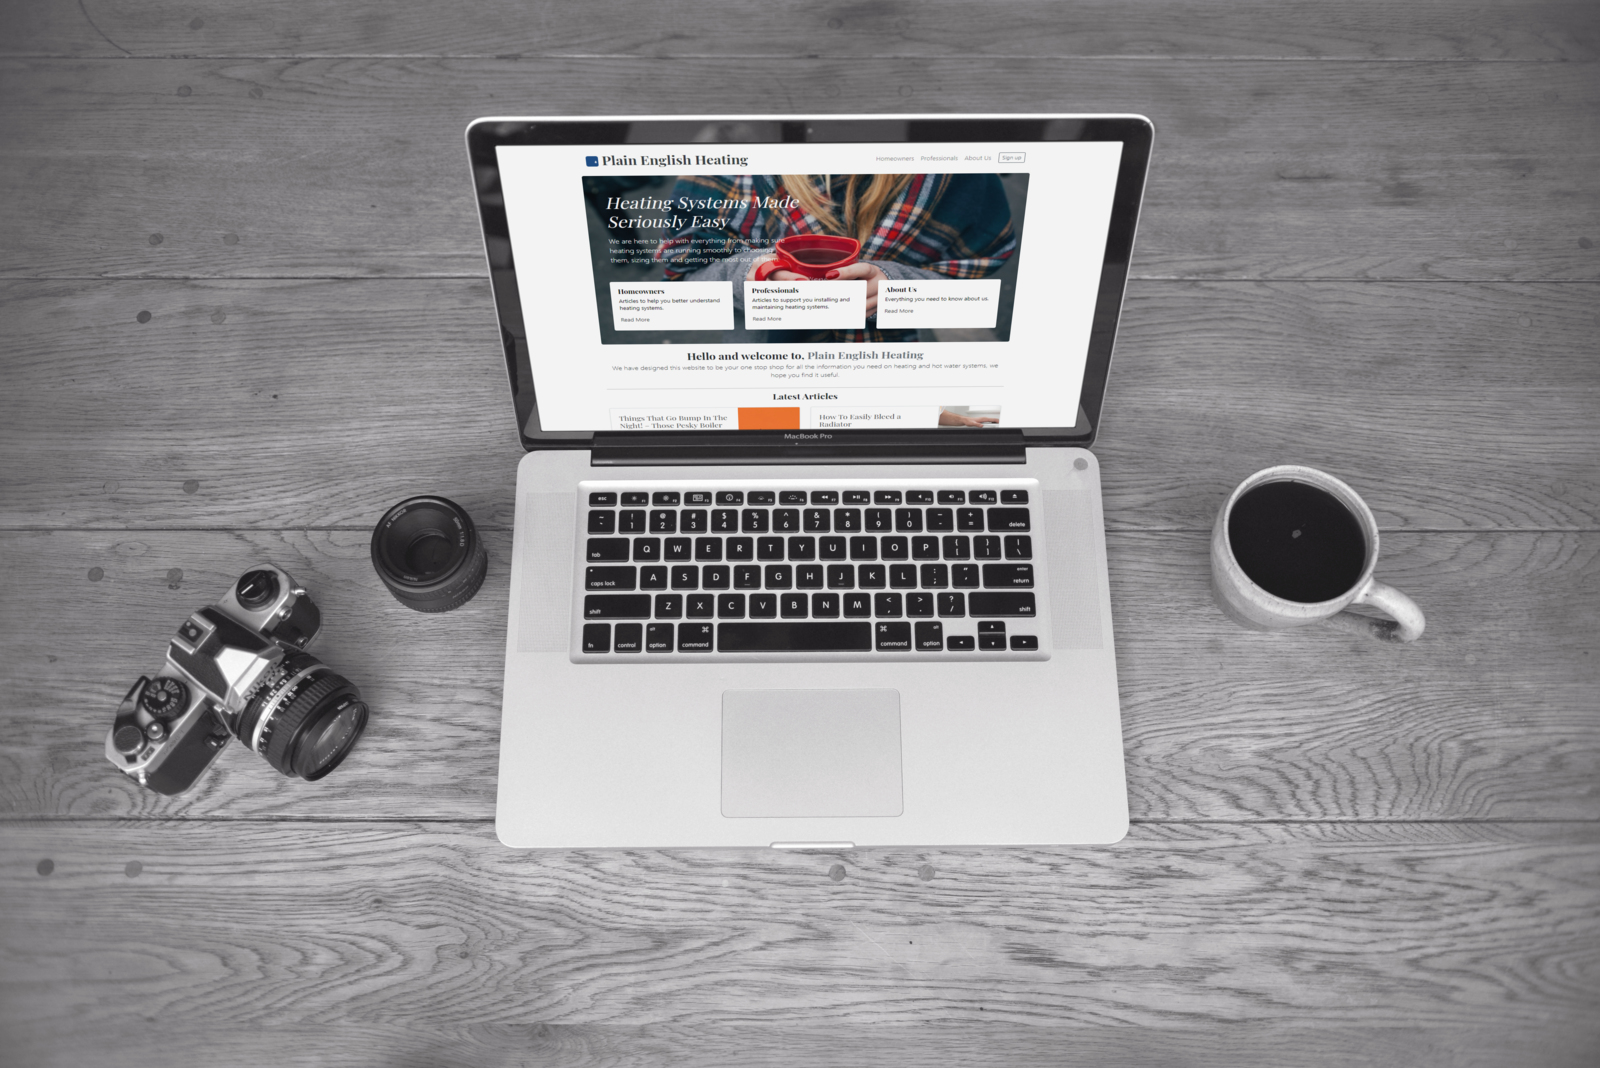 Plain English Heating
Homeowners Professionals About Us Sign up
Heating Systems Made
Seriously Easy
We are here to help with everything from making sure
heating systems are running smoothly to choosing
them, sizing them and getting the most out of them.
Homeowners
Articles to help you better understand
heating systems.
Read More
Professionals
Articles to support you installing and
maintaining heating systems.
Read More
About Us
Everything you need to know about us.
Read More
Hello and welcome to, Plain English Heating
We have designed this website to be your one stop shop for all the information you need on heating and hot water systems, we
hope you find it useful.
Latest Articles
Things That Go Bump In The
Night! – Those Pesky Boiler
How To Easily Bleed a
Radiator
MacBook Pro
esc
~ ! 1 @ 2 # 3 $ 4 % 5 ^ 6 & 7 * 8 ( 9 ) 0 – - + = delete
tab Q W E R T Y U I O P { [ } ] | \
caps lock A S D F G H J K L : ; " ' enter return
shift Z X C V B N M < , > . ? / shift
fn control alt option ⌘ command ⌘ command alt option